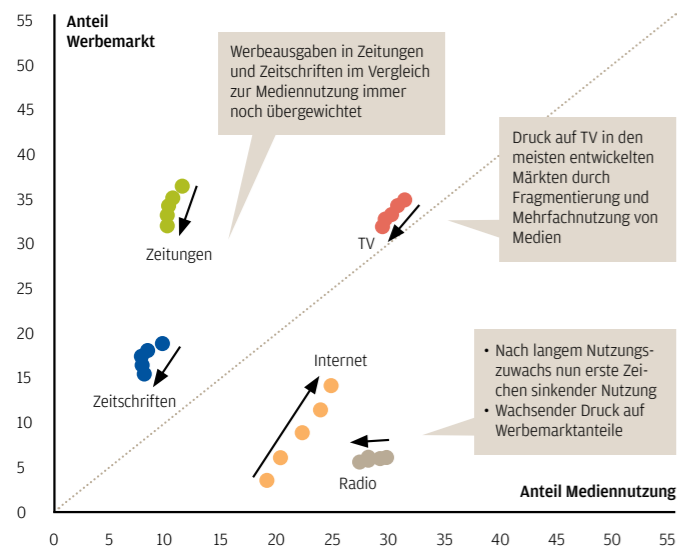 Anteil
Werbemarkt
55
50
45
40
35
30
25
20
15
10
5
0
Werbeausgaben in Zeitungen
und Zeitschriften im Vergleich
zur Mediennutzung immer
noch übergewichtet
Druck auf TV in den
meisten entwickelten
Märkten durch
Fragmentierung und
Mehrfachnutzung von
Medien
Zeitungen
TV
Zeitschriften
Internet
Radio
• Nach langem Nutzungs-
zuwachs nun erste Zei-
chen sinkender Nutzung
• Wachsender Druck auf
Werbemarktanteile
Anteil Mediennutzung
0 5 10 15 20 25 30 35 40 45 50 55